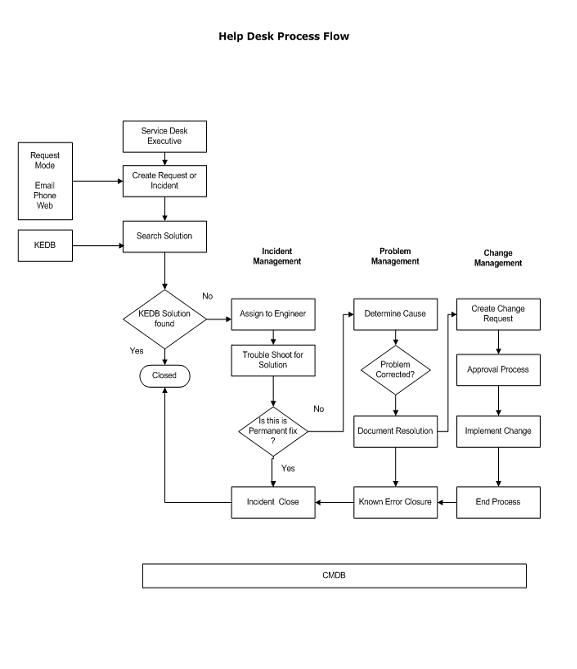 Help Desk Process Flow
Service Desk
Executive
Request
Mode
Email
Phone
Web
Create Request or
Incident
KEDB
Search Solution
Incident
Management
Problem
Management
Change
Management
KEDB Solution
found
No
Yes
Closed
Assign to Engineer
Trouble Shoot for
Solution
Is this is
Permanent fix
?
No
Yes
Incident Close
Determine Cause
Problem
Corrected?
Document Resolution
Known Error Closure
Create Change
Request
Approval Process
Implement Change
End Process
CMDB